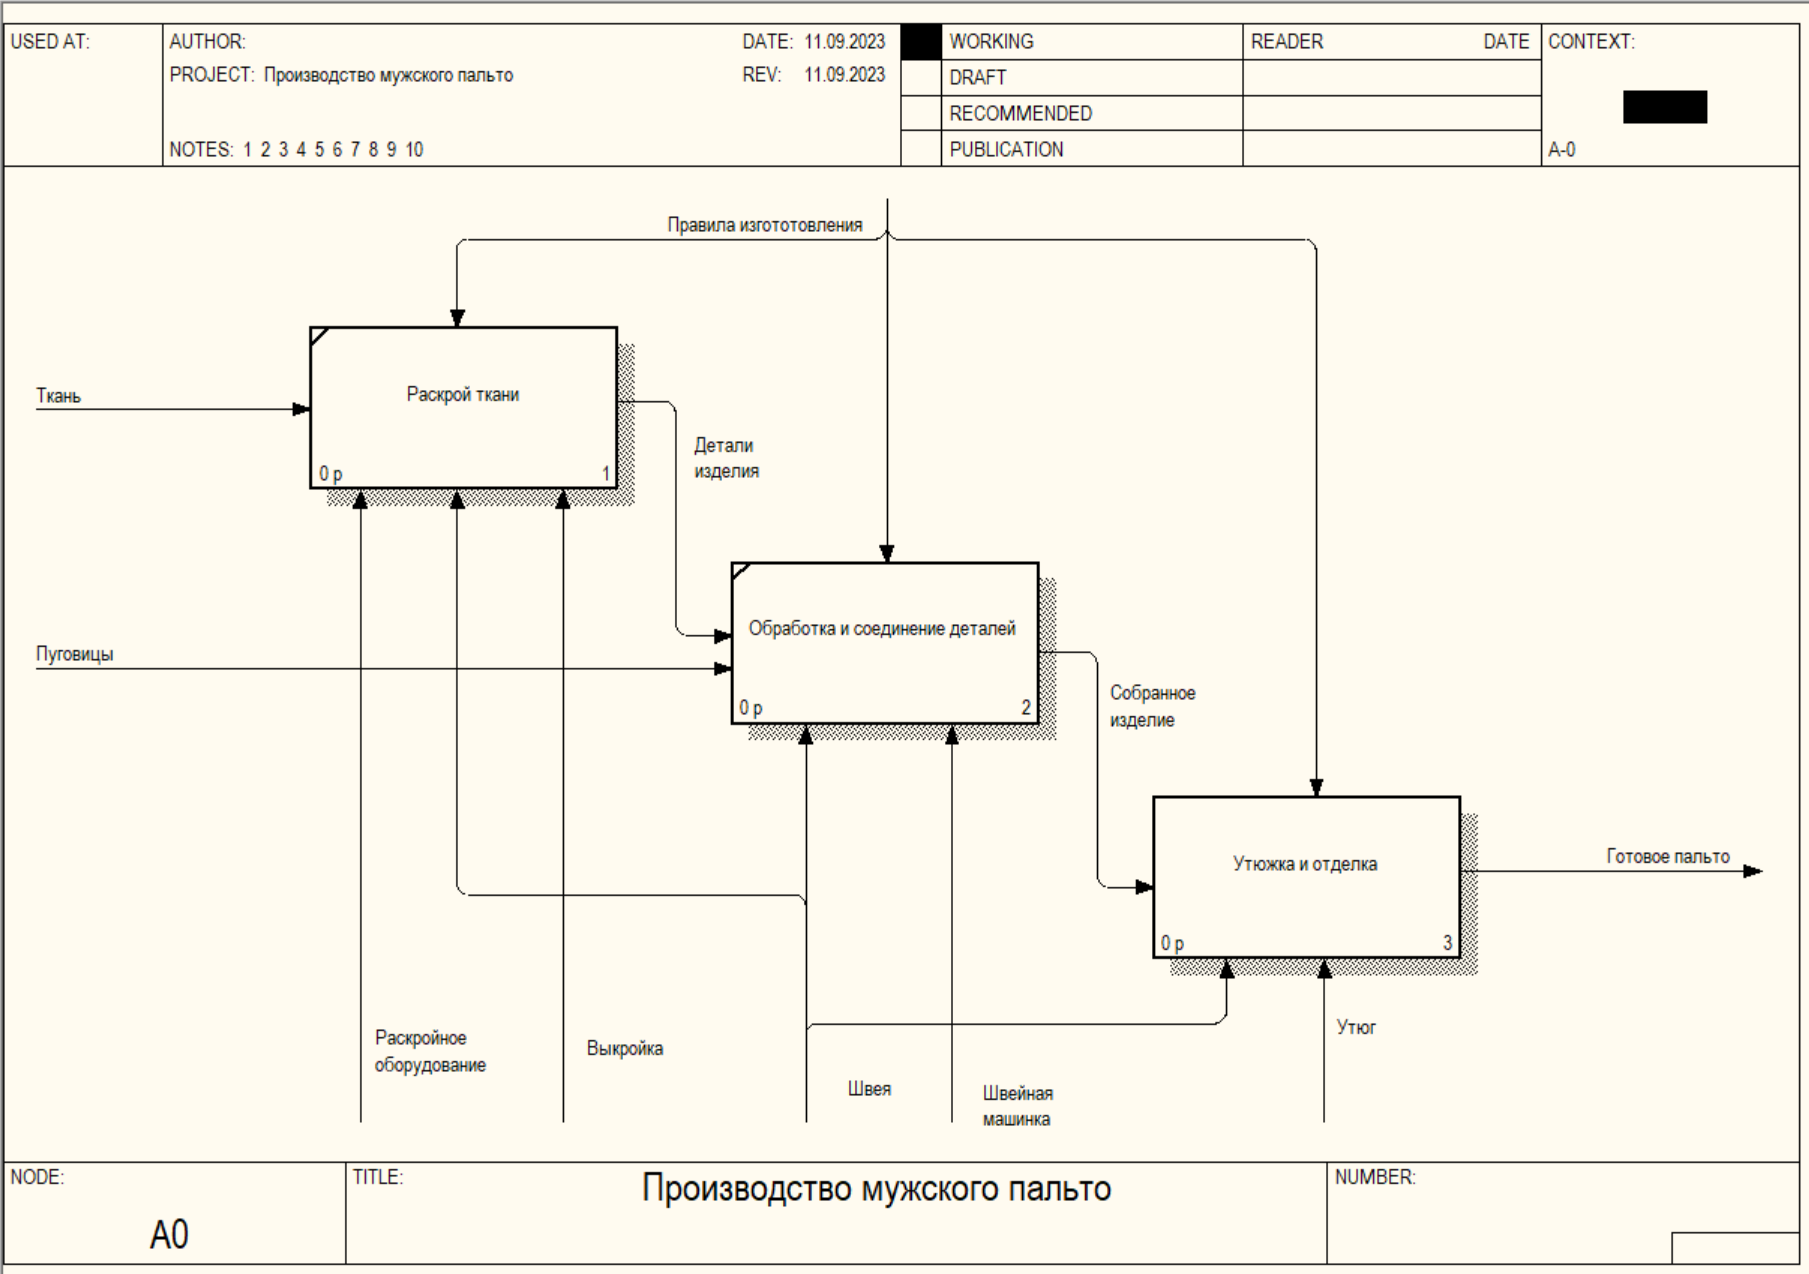 USED AT:
AUTHOR:
DATE: 11.09.2023
WORKING
READER
DATE
CONTEXT:
PROJECT: Производство мужского пальто
REV: 11.09.2023
DRAFT
RECOMMENDED
NOTES: 1 2 3 4 5 6 7 8 9 10
PUBLICATION
A-0
Правила изгототовления
Ткань
Раскрой ткани
0 р
1
Детали
изделия
Пуговицы
Обработка и соединение деталей
0 р
2
Собранное
изделие
Утюжка и отделка
0 р
3
Готовое пальто
Раскройное
оборудование
Выкройка
Швея
Швейная
машинка
Утюг
NODE:
A0
TITLE:
Производство мужского пальто
NUMBER: